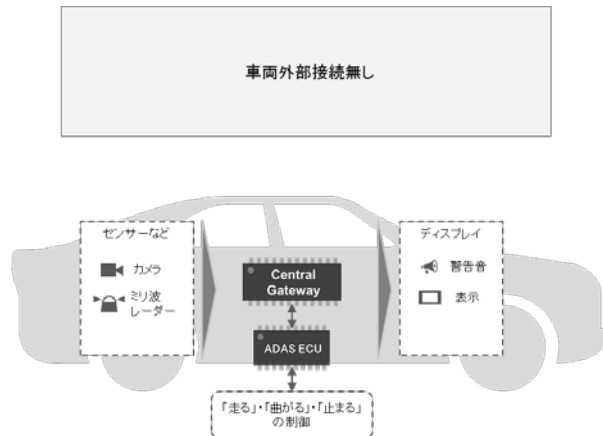 車両外部接続無し
センサーなど
カメラ
ミリ波
レーダー
Central
Gateway
ADAS ECU
ディスプレイ
警告音
表示
「走る」・「曲がる」・「止まる」
の制御